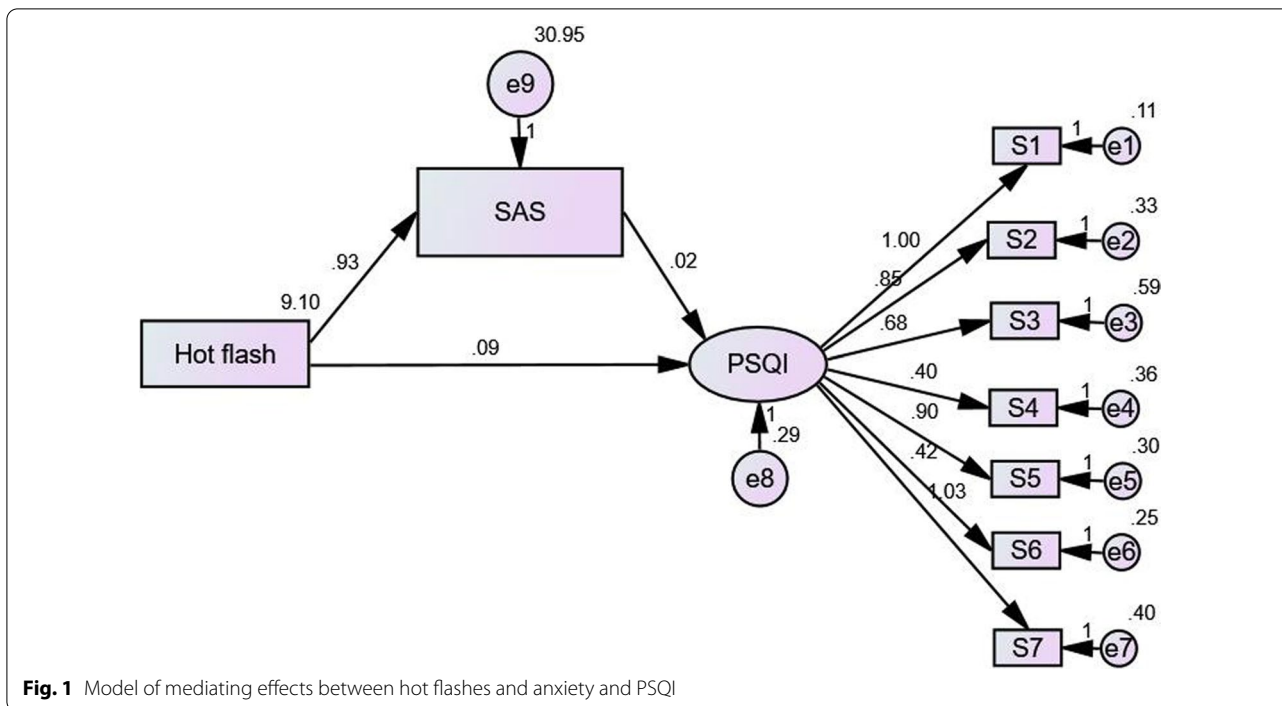 30.95
e9
1
SAS
.93
.02
9.10
Hot flash
.09
PSQI
1
.29
e8
1.00
.85
.68
.40
.90
.42
1.03
S1
1
e1
.11
S2
1
e2
.33
S3
1
e3
.59
S4
1
e4
.36
S5
1
e5
.30
S6
1
e6
.25
S7
1
e7
.40
Fig. 1 Model of mediating effects between hot flashes and anxiety and PSQI